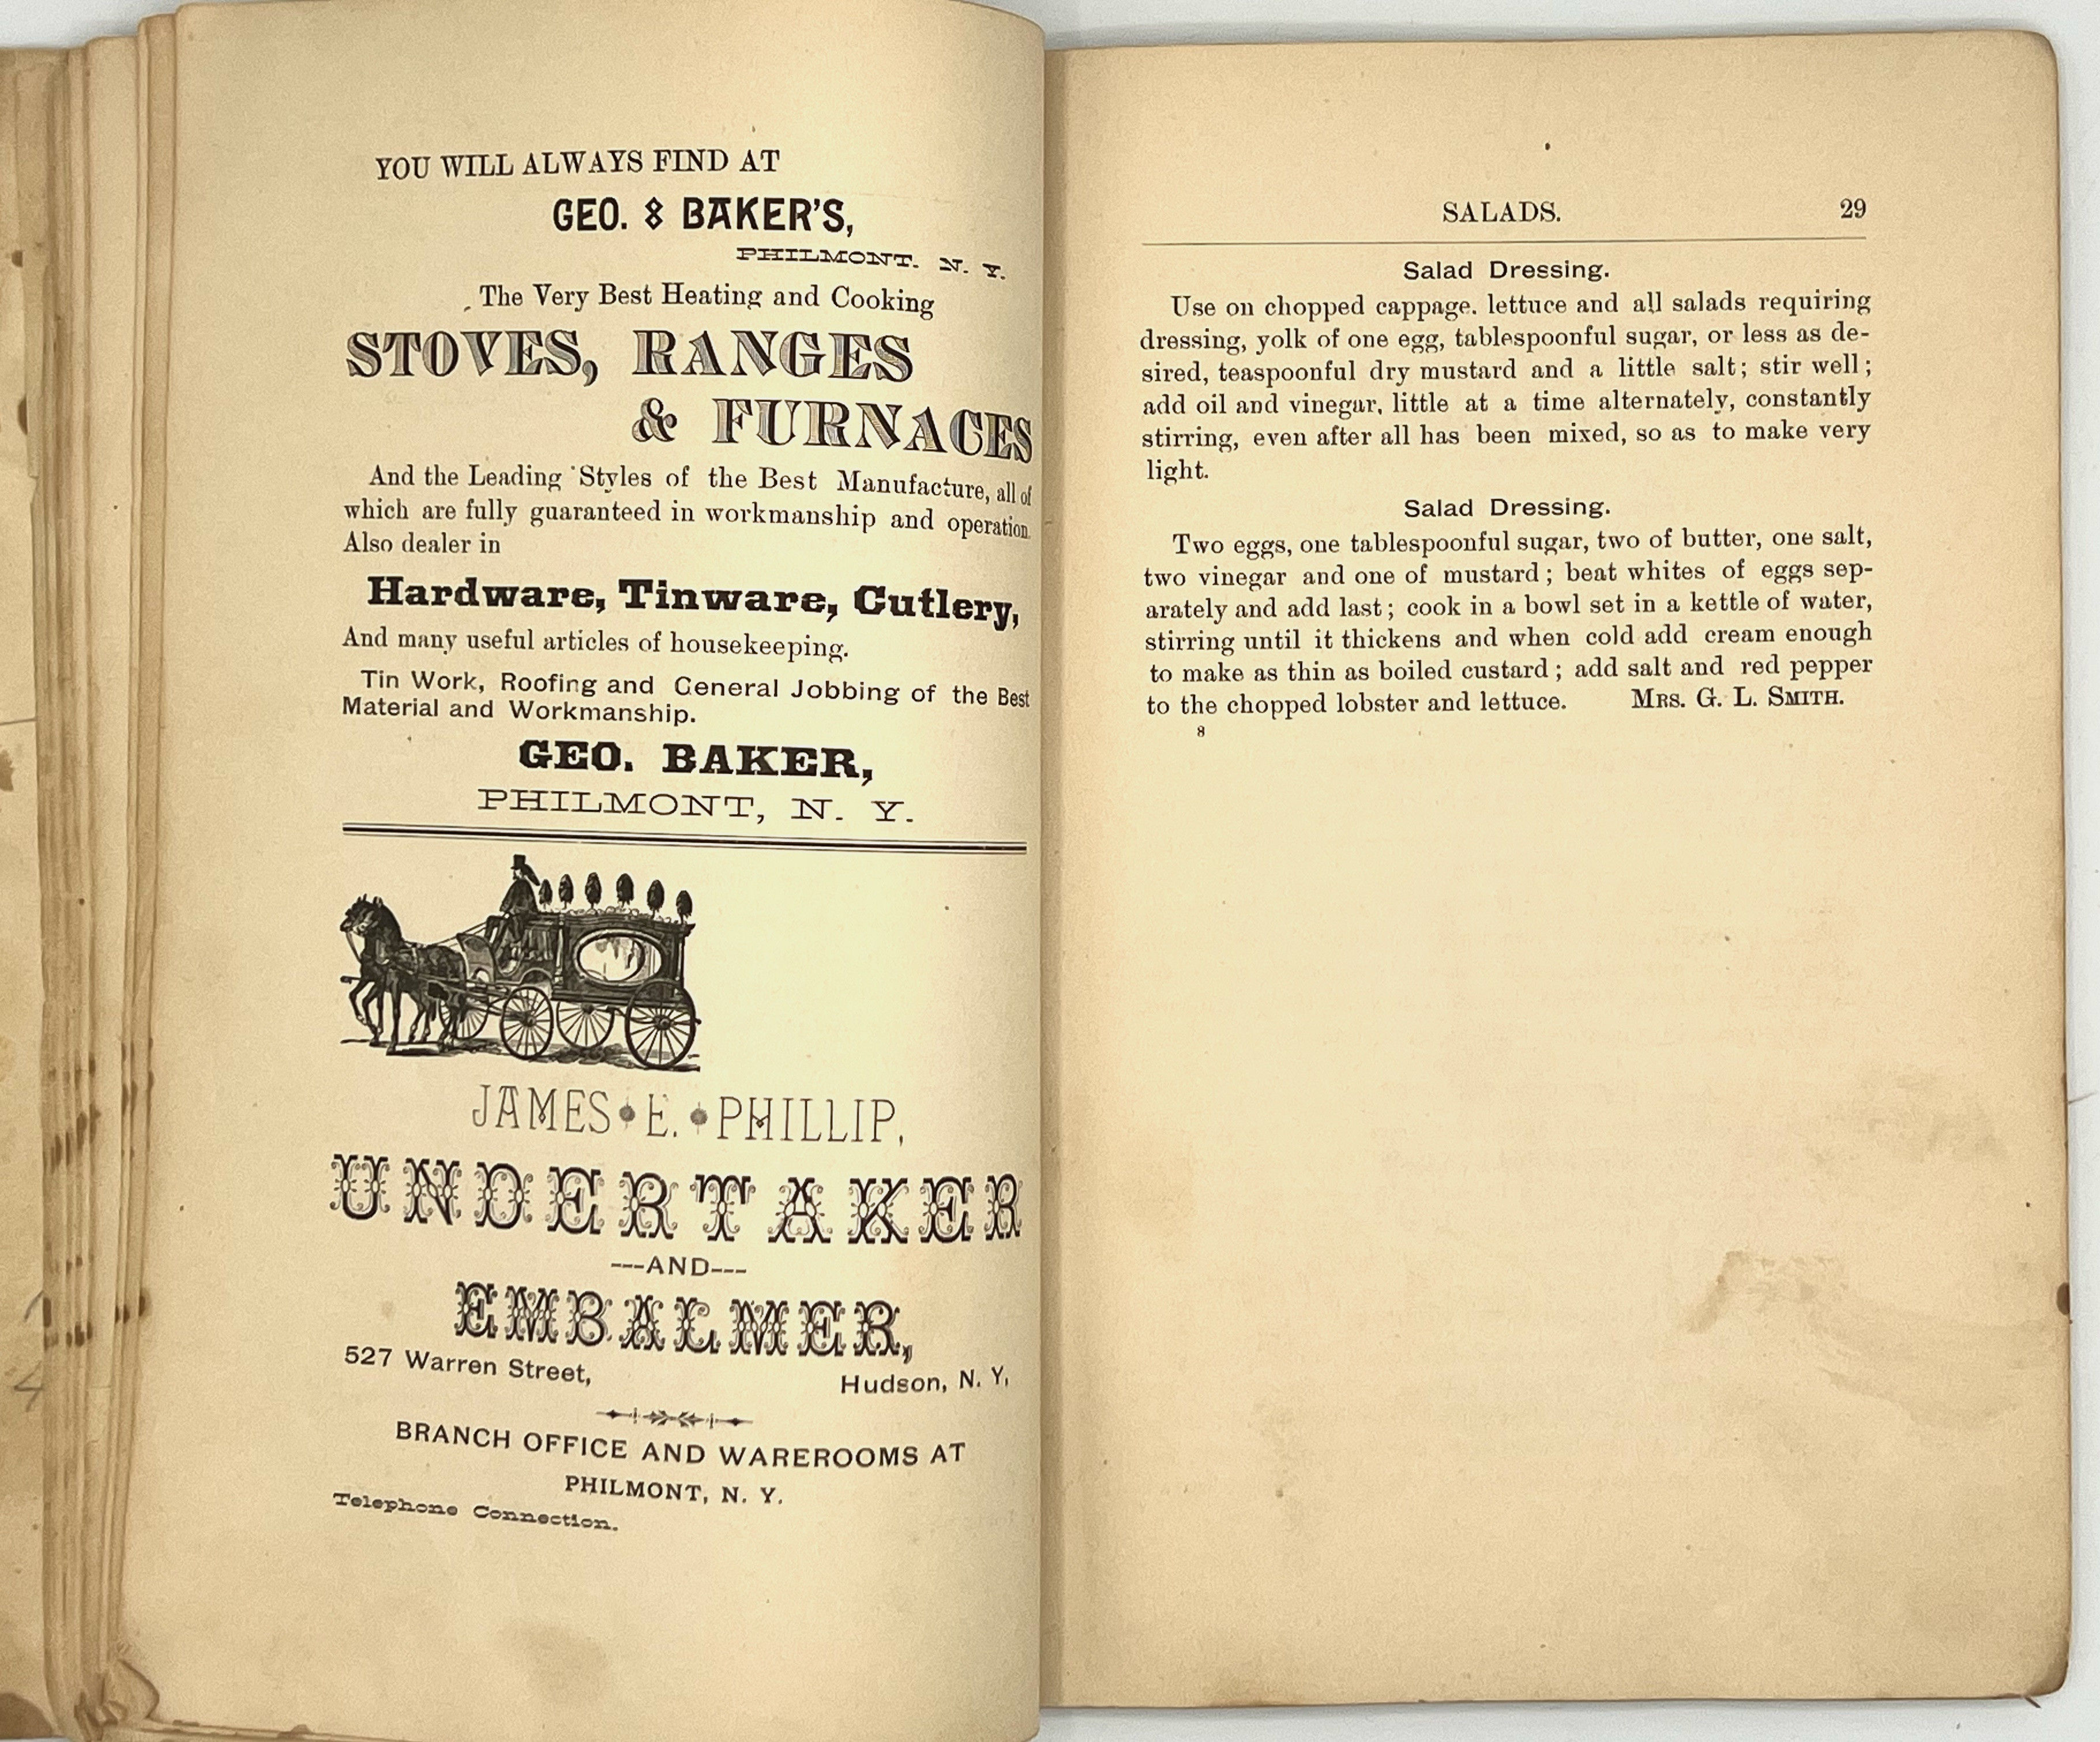 YOU WILL ALWAYS FIND AT
GEO. BAKER'S,
PHILMONT. N. Y.
The Very Best Heating and Cooking
STOVES, RANGES
& FURNACES
And the Leading Styles of the Best Manufacture, all of
which are fully guaranteed in workmanship and operation.
Also dealer in
Hardware, Tinware, Cutlery,
And many useful articles of housekeeping.
Tin Work, Roofing and General Jobbing of the Best
Material and Workmanship.
GEO. BAKER,
PHILMONT, N. Y.
JAMES • E. • PHILLIP,
UNDERTAKER
---AND---
EMBALMER,
527 Warren Street, Hudson, N. Y,
BRANCH OFFICE AND WAREROOMS AT
PHILMONT, N. Y.
Telephone Connection.
SALADS. 29
Salad Dressing.
Use on chopped cappage. lettuce and all salads requiring
dressing, yolk of one egg, tablespoonful sugar, or less as de-
sired, teaspoonful dry mustard and a little salt; stir well;
add oil and vinegar, little at a time alternately, constantly
stirring, even after all has been mixed, so as to make very
light.
Salad Dressing.
Two eggs, one tablespoonful sugar, two of butter, one salt,
two vinegar and one of mustard; beat whites of eggs sep-
arately and add last; cook in a bowl set in a kettle of water,
stirring until it thickens and when cold add cream enough
to make as thin as boiled custard; add salt and red pepper
to the chopped lobster and lettuce. MRS. G. L. SMITH.
8